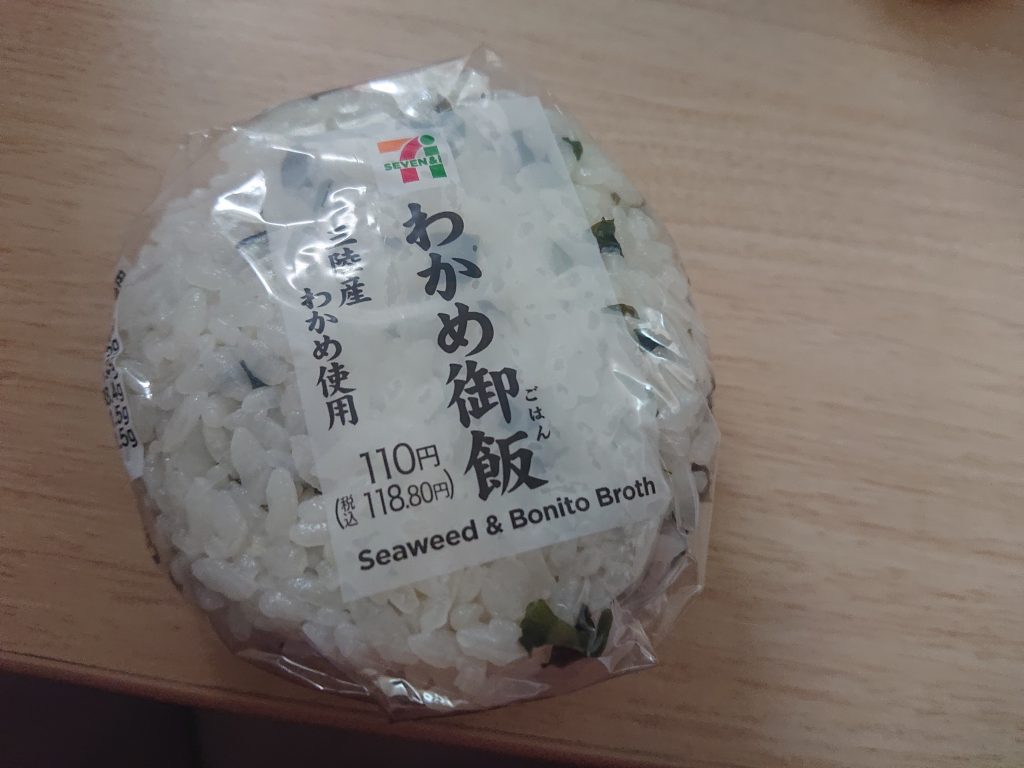 SEVEN&i
わかめ御飯
ごはん
三陸産
わかめ使用
110円
(税込 118.80円)
Seaweed & Bonito Broth